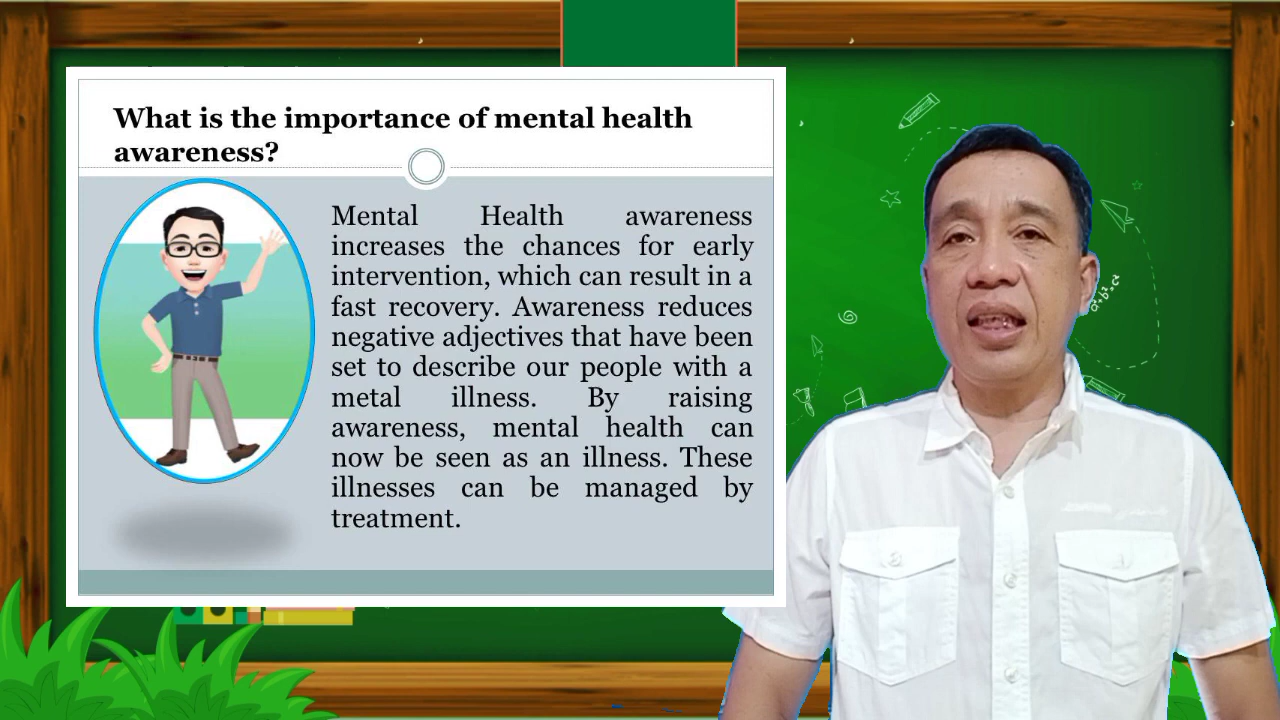 What is the importance of mental health
awareness?
Mental Health awareness
increases the chances for early
intervention, which can result in a
fast recovery. Awareness reduces
negative adjectives that have been
set to describe our people with a
metal illness. By raising
awareness, mental health can
now be seen as an illness. These
illnesses can be managed by
treatment.
a²+b²=c²